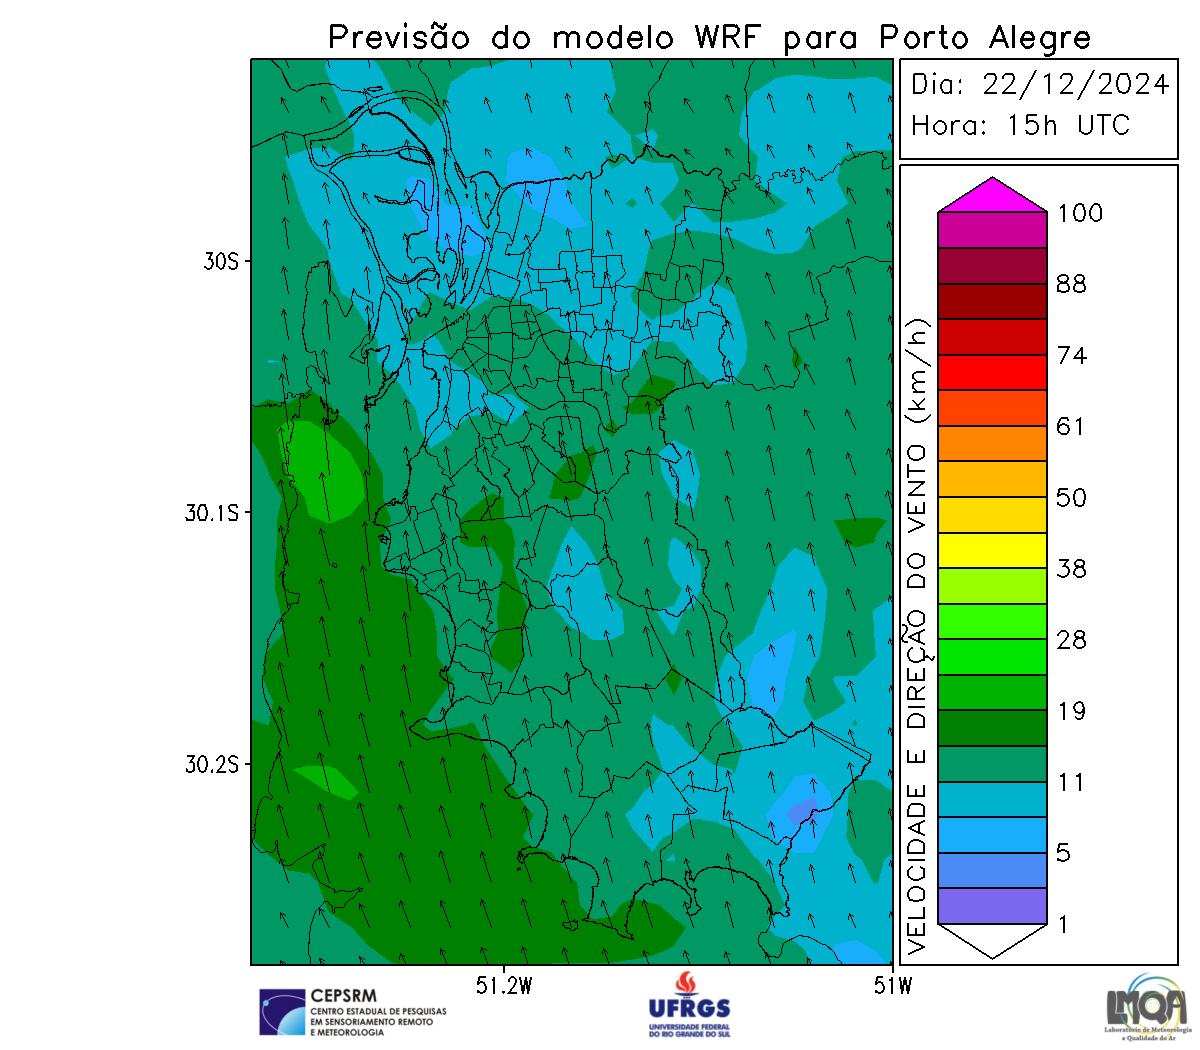 Previsão do modelo WRF para Porto Alegre
Dia: 22/12/2024
Hora: 15h UTC
30S
30.1S
30.2S
51.2W
51W
VELOCIDADE E DIREÇÃO DO VENTO (km/h)
100
88
74
61
50
38
28
19
11
5
1
CEPSRM
CENTRO ESTADUAL DE PESQUISAS
EM SENSORIAMENTO REMOTO
E METEOROLOGIA
UFRGS
UNIVERSIDADE FEDERAL
DO RIO GRANDE DO SUL
LMQA
Laboratório de Meteorologia
e Qualidade do Ar